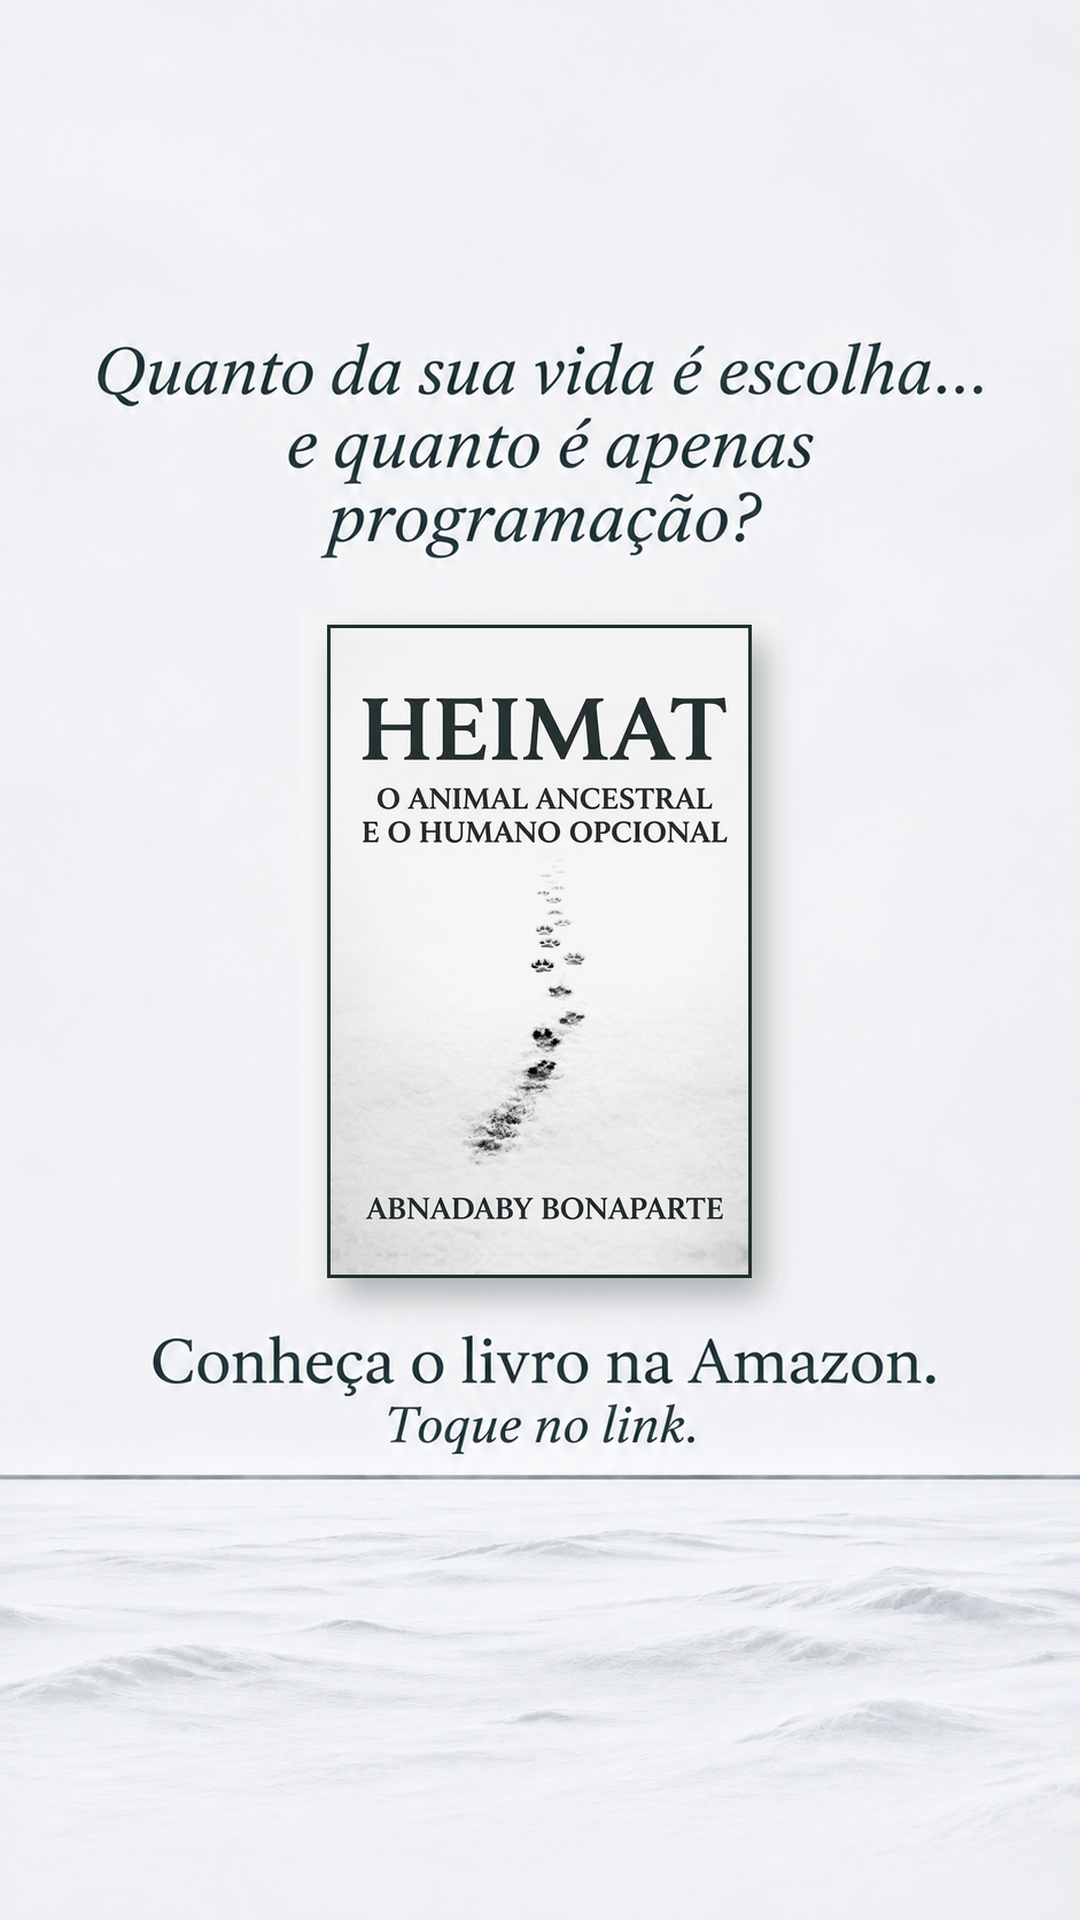 Quanto da sua vida é escolha...
e quanto é apenas
programação?
HEIMAT
O ANIMAL ANCESTRAL
E O HUMANO OPCIONAL
ABNADABY BONAPARTE
Conheça o livro na Amazon.
Toque no link.